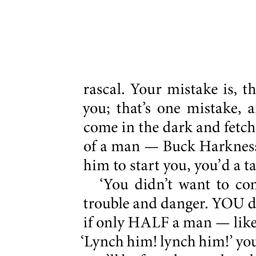 rascal. Your mistake is, th
you; that's one mistake, a
come in the dark and fetch
of a man — Buck Harkness
him to start you, you'd a ta
‘You didn't want to con
trouble and danger. YOU d
if only HALF a man — like
‘Lynch him! lynch him!’ you